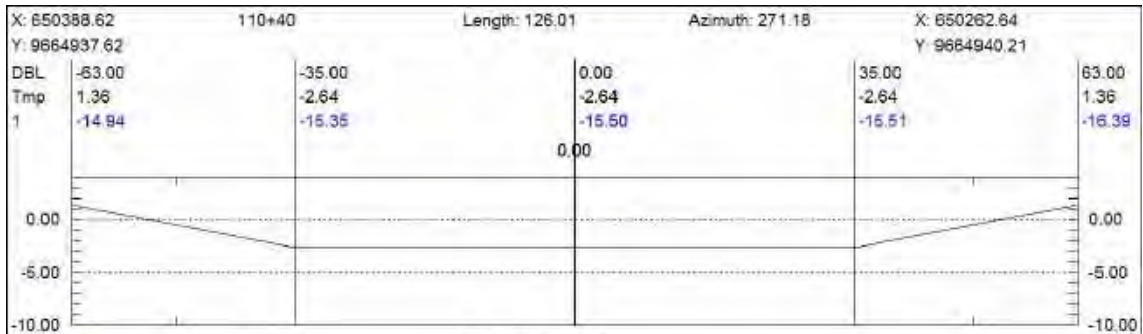 X: 650388.62 110+40 Length: 126.01 Azimuth: 271.18 X: 650262.64
Y: 9664937.62 Y: 9664940.21
DBL -63.00 -35.00 0.00 35.00 63.00
Tmp 1.36 -2.64 -2.64 -2.64 1.36
1 -14.94 -15.35 -15.50 -15.51 -16.39
0.00
0.00 0.00
-5.00 -5.00
-10.00 -10.00